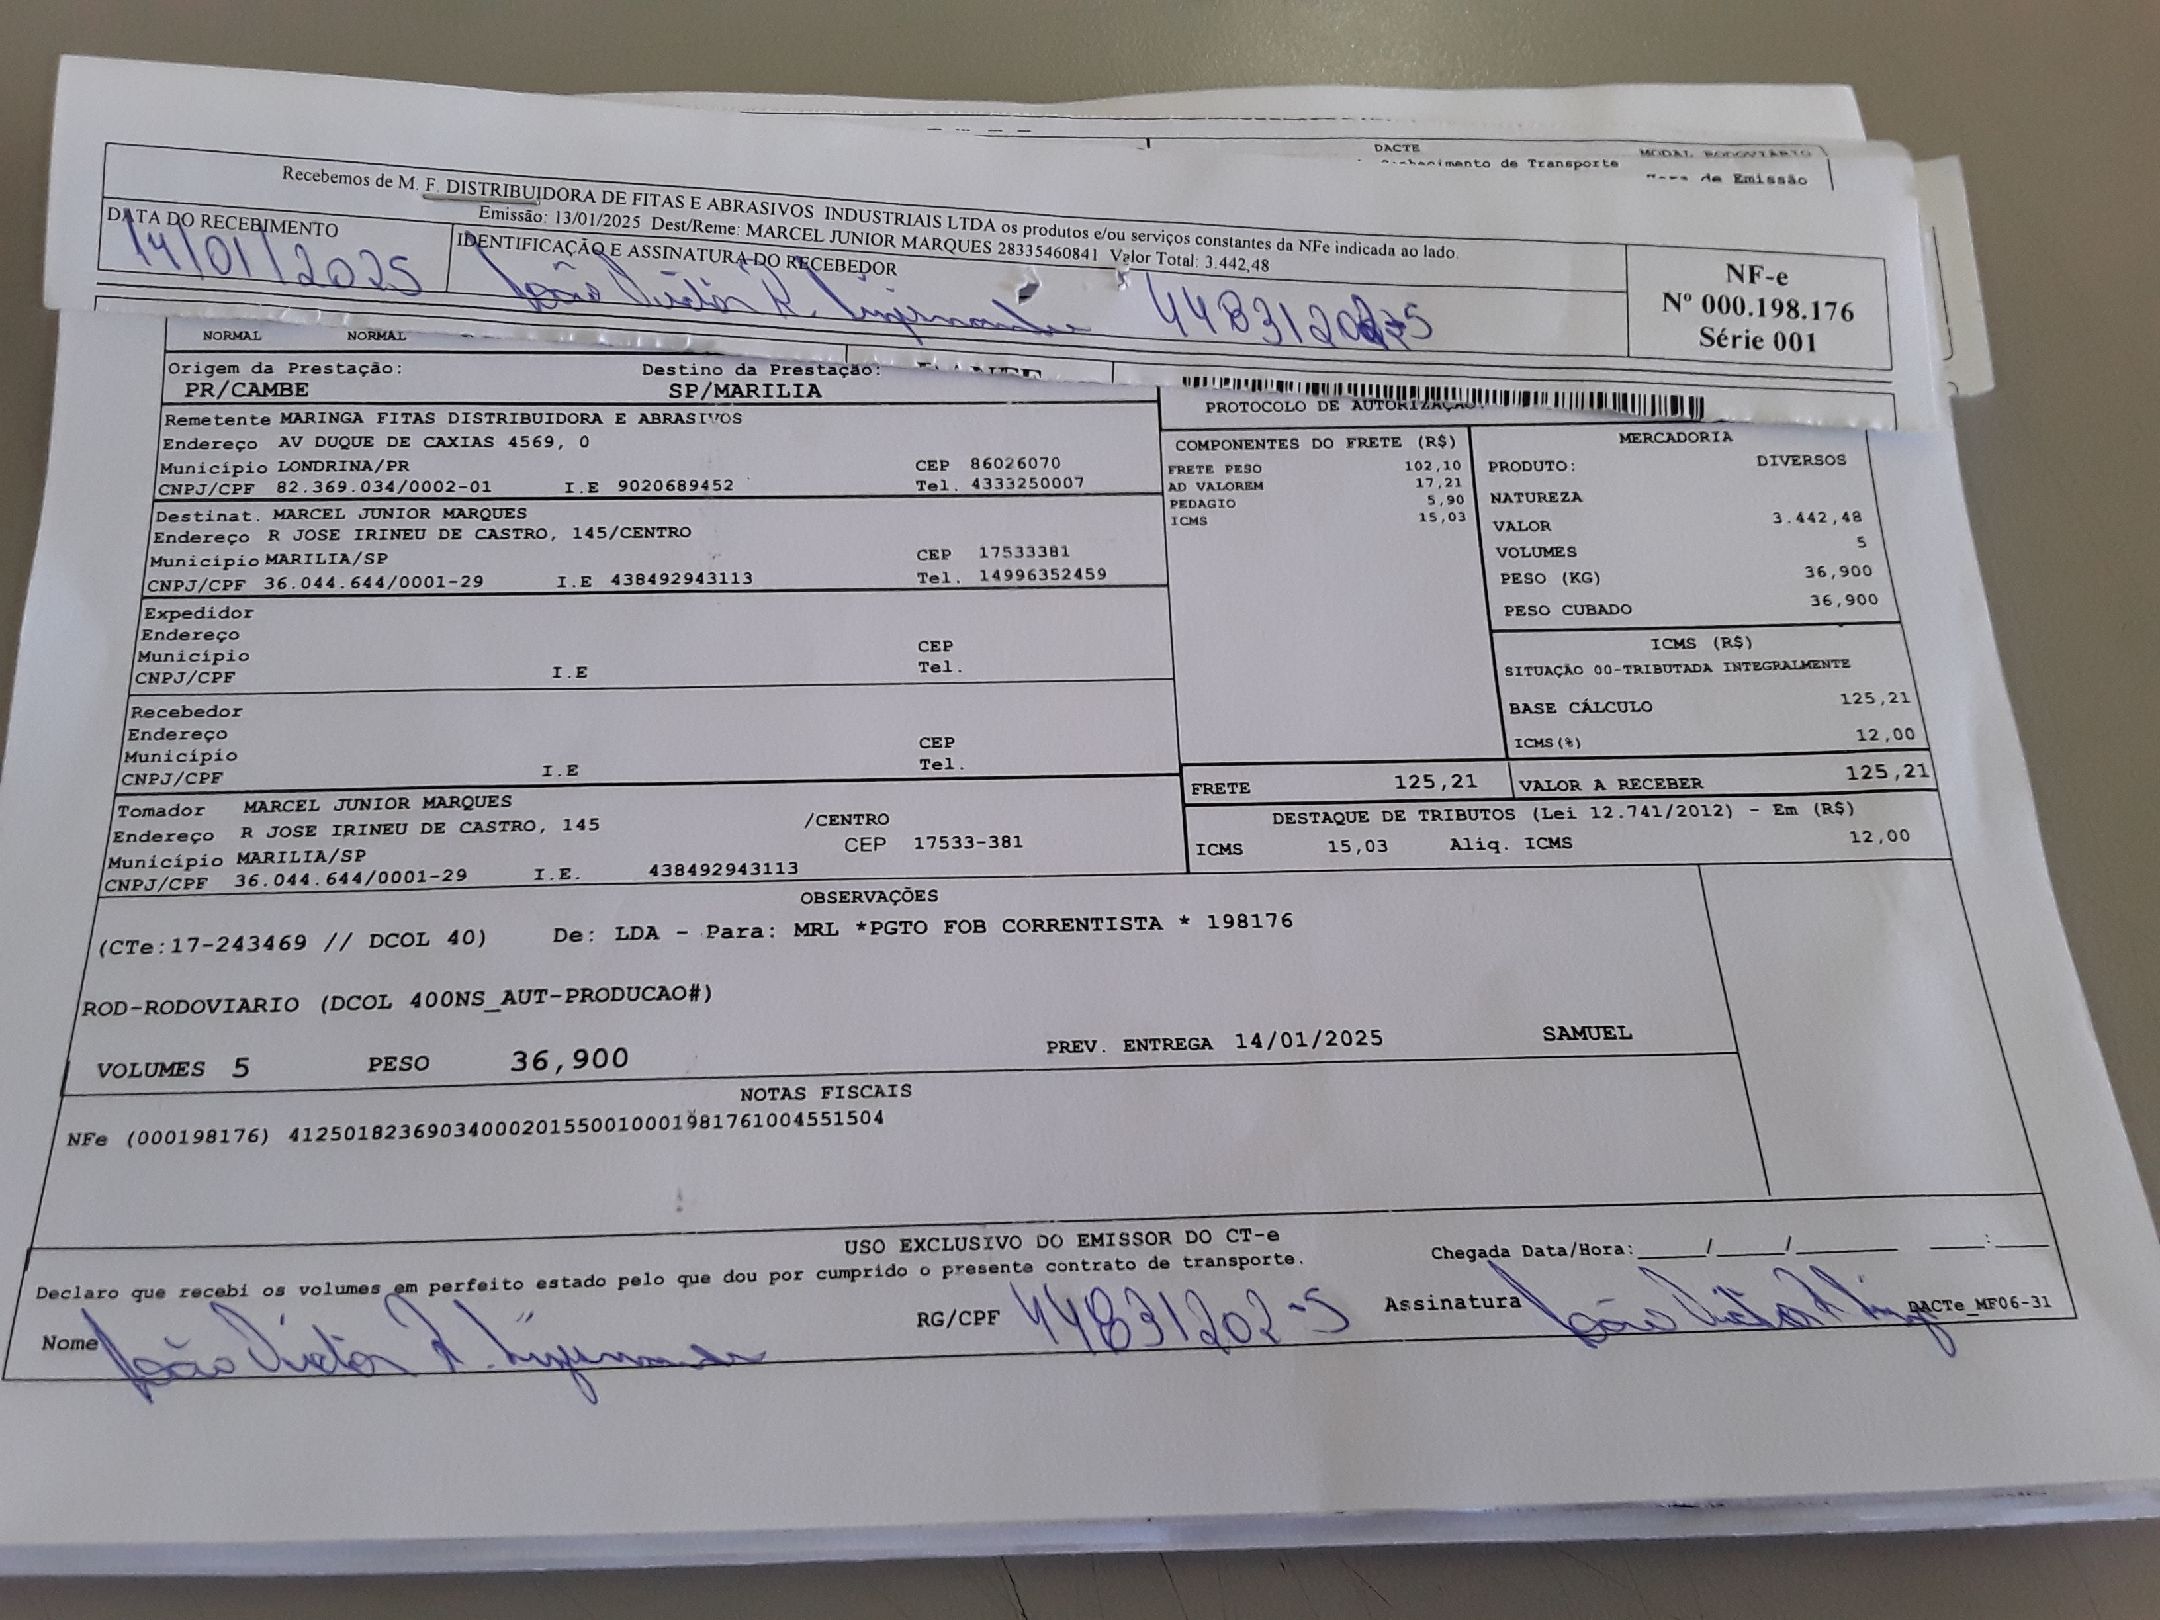 DACTE
MODAL RODOVIÁRIO
de Transporte
de Emissão
Recebemos de M. F. DISTRIBUIDORA DE FITAS E ABRASIVOS INDUSTRIAIS LTDA os produtos e/ou serviços constantes da NFe indicada ao lado.
Emissão: 13/01/2025 Dest/Reme: MARCEL JUNIOR MARQUES 28335460841 Valor Total: 3.442,48
DATA DO RECEBIMENTO
14/01/2025
IDENTIFICAÇÃO E ASSINATURA DO RECEBEDOR
João Victor R.
NF-e
Nº 000.198.176
Série 001
NORMAL NORMAL
Origem da Prestação: Destino da Prestação:
PR/CAMBE SP/MARILIA
PROTOCOLO DE AUTORIZAÇÃO:
Remetente MARINGA FITAS DISTRIBUIDORA E ABRASIVOS
Endereço AV DUQUE DE CAXIAS 4569, 0
Município LONDRINA/PR CEP 86026070
CNPJ/CPF 82.369.034/0002-01 I.E 9020689452 Tel. 4333250007
Destinat. MARCEL JUNIOR MARQUES
Endereço R JOSE IRINEU DE CASTRO, 145/CENTRO
Município MARILIA/SP CEP 17533381
CNPJ/CPF 36.044.644/0001-29 I.E 438492943113 Tel. 14996352459
Expedidor
Endereço
Município CEP
CNPJ/CPF I.E Tel.
Recebedor
Endereço
Município CEP
CNPJ/CPF I.E Tel.
Tomador MARCEL JUNIOR MARQUES
Endereço R JOSE IRINEU DE CASTRO, 145 /CENTRO
Município MARILIA/SP CEP 17533-381
CNPJ/CPF 36.044.644/0001-29 I.E. 438492943113
COMPONENTES DO FRETE (R$)
FRETE PESO 102,10
AD VALOREM 17,21
PEDAGIO 5,90
ICMS 15,03
MERCADORIA
PRODUTO: DIVERSOS
NATUREZA
VALOR 3.442,48
VOLUMES 5
PESO (KG) 36,900
PESO CUBADO 36,900
ICMS (R$)
SITUAÇÃO 00-TRIBUTADA INTEGRALMENTE
BASE CÁLCULO 125,21
ICMS(%) 12,00
FRETE 125,21 VALOR A RECEBER 125,21
DESTAQUE DE TRIBUTOS (Lei 12.741/2012) - Em (R$)
ICMS 15,03 Aliq. ICMS 12,00
OBSERVAÇÕES
(CTe:17-243469 // DCOL 40) De: LDA - Para: MRL *PGTO FOB CORRENTISTA * 198176
ROD-RODOVIARIO (DCOL 400NS_AUT-PRODUCAO#)
VOLUMES 5 PESO 36,900 PREV. ENTREGA 14/01/2025 SAMUEL
NOTAS FISCAIS
NFe (000198176) 41250182369034000201550010001981761004551504
USO EXCLUSIVO DO EMISSOR DO CT-e
Declaro que recebi os volumes em perfeito estado pelo que dou por cumprido o presente contrato de transporte.
Chegada Data/Hora:_____/_____/________ ____:____
Nome João Victor R.
RG/CPF 44831202-5
Assinatura João Victor R.
DACTe_MF06-31